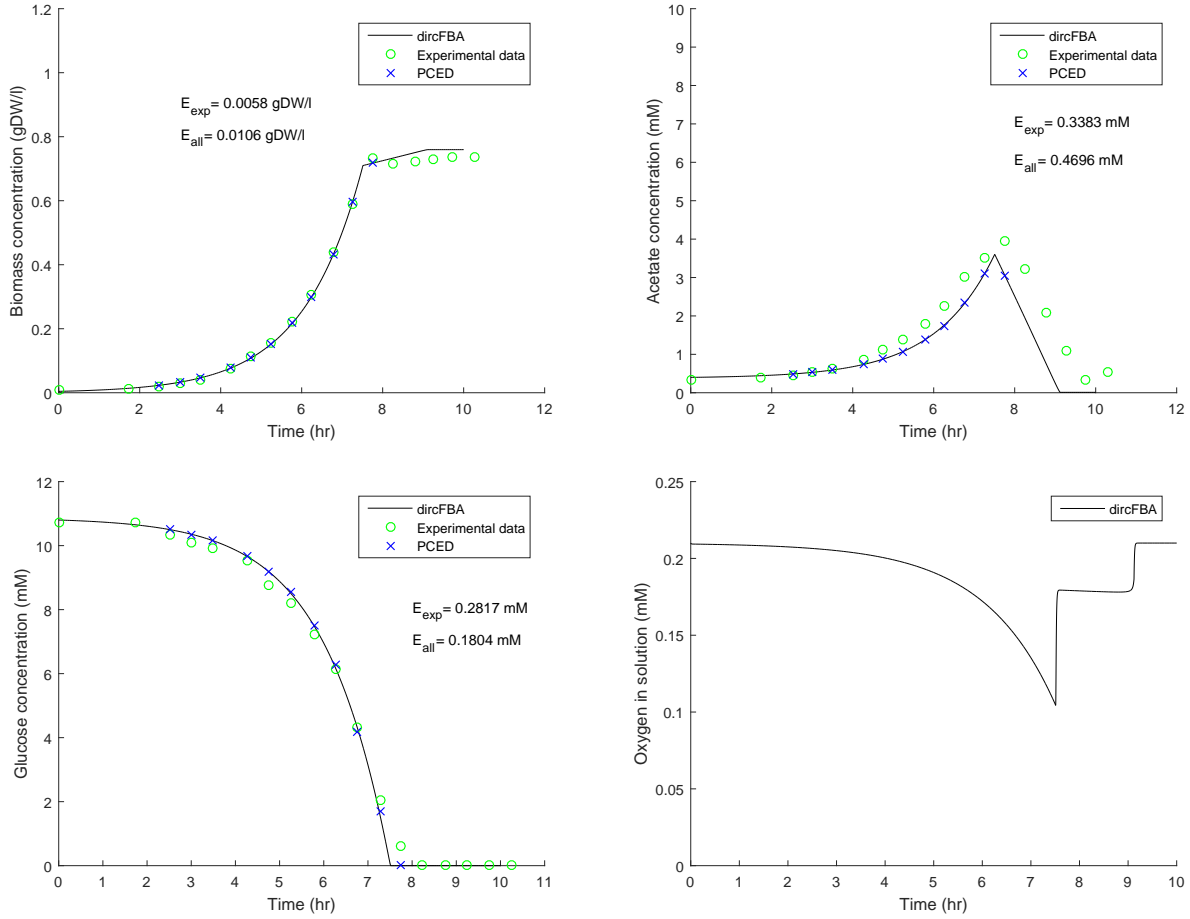 1.2
1
0.8
0.6
0.4
0.2
0
Biomass concentration (gDW/l)
dircFBA
Experimental data
PCED
E_exp= 0.0058 gDW/l
E_all= 0.0106 gDW/l
0 2 4 6 8 10 12
Time (hr)
10
9
8
7
6
5
4
3
2
1
0
Acetate concentration (mM)
dircFBA
Experimental data
PCED
E_exp= 0.3383 mM
E_all= 0.4696 mM
0 2 4 6 8 10 12
Time (hr)
12
10
8
6
4
2
0
Glucose concentration (mM)
dircFBA
Experimental data
PCED
E_exp= 0.2817 mM
E_all= 0.1804 mM
0 1 2 3 4 5 6 7 8 9 10 11
Time (hr)
0.25
0.2
0.15
0.1
0.05
0
Oxygen in solution (mM)
dircFBA
0 1 2 3 4 5 6 7 8 9 10
Time (hr)